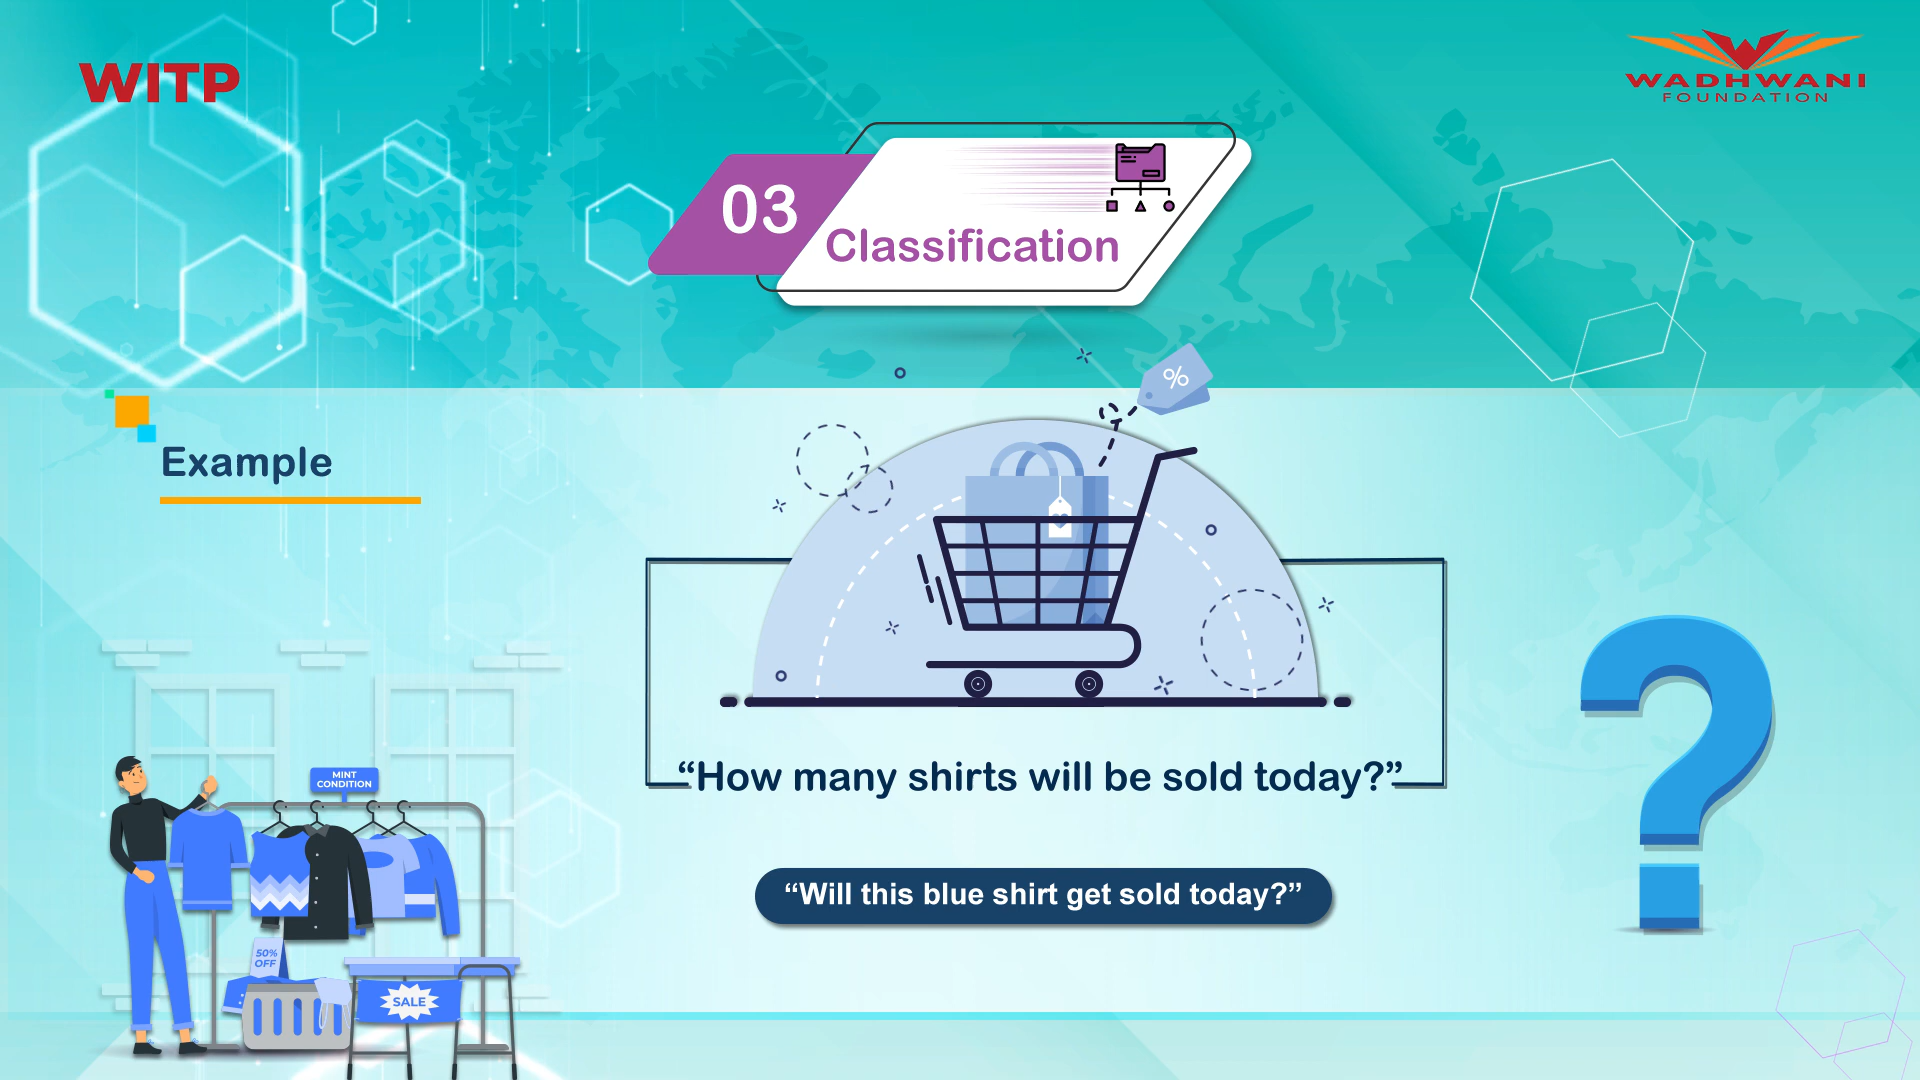 WITP
WADHWANI
FOUNDATION
03
Classification
%
Example
“How many shirts will be sold today?”
MINT
CONDITION
“Will this blue shirt get sold today?”
50%
OFF
SALE